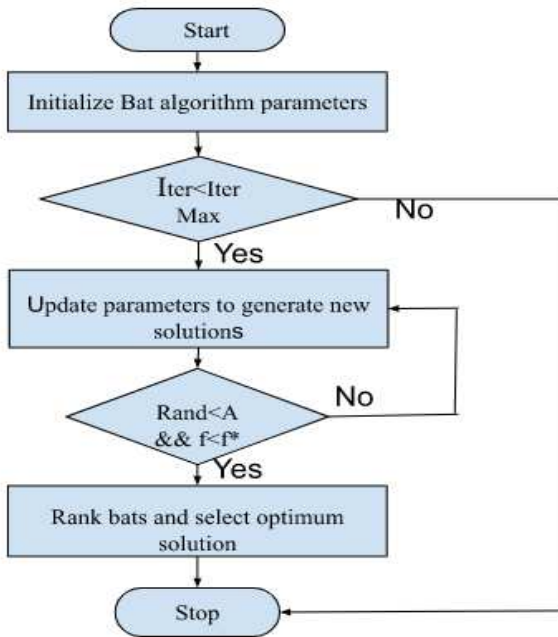 Start
Initialize Bat algorithm parameters
Iter<Iter
Max
No
Yes
Update parameters to generate new
solutions
Rand<A
&& f<f*
No
Yes
Rank bats and select optimum
solution
Stop